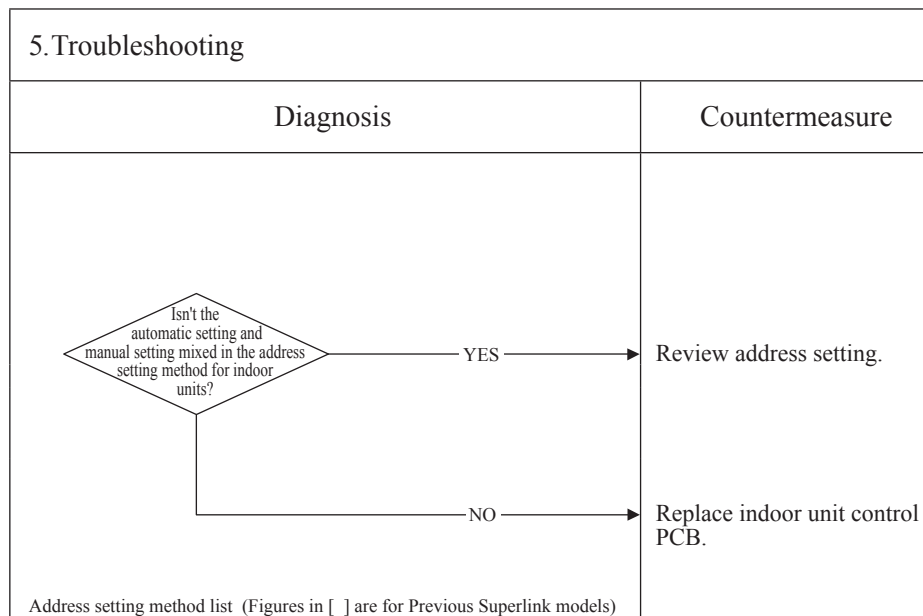 5.Troubleshooting
Diagnosis
Countermeasure
Isn't the
automatic setting and
manual setting mixed in the address
setting method for indoor
units?
YES
Review address setting.
NO
Replace indoor unit control
PCB.
Address setting method list (Figures in [ ] are for Previous Superlink models)